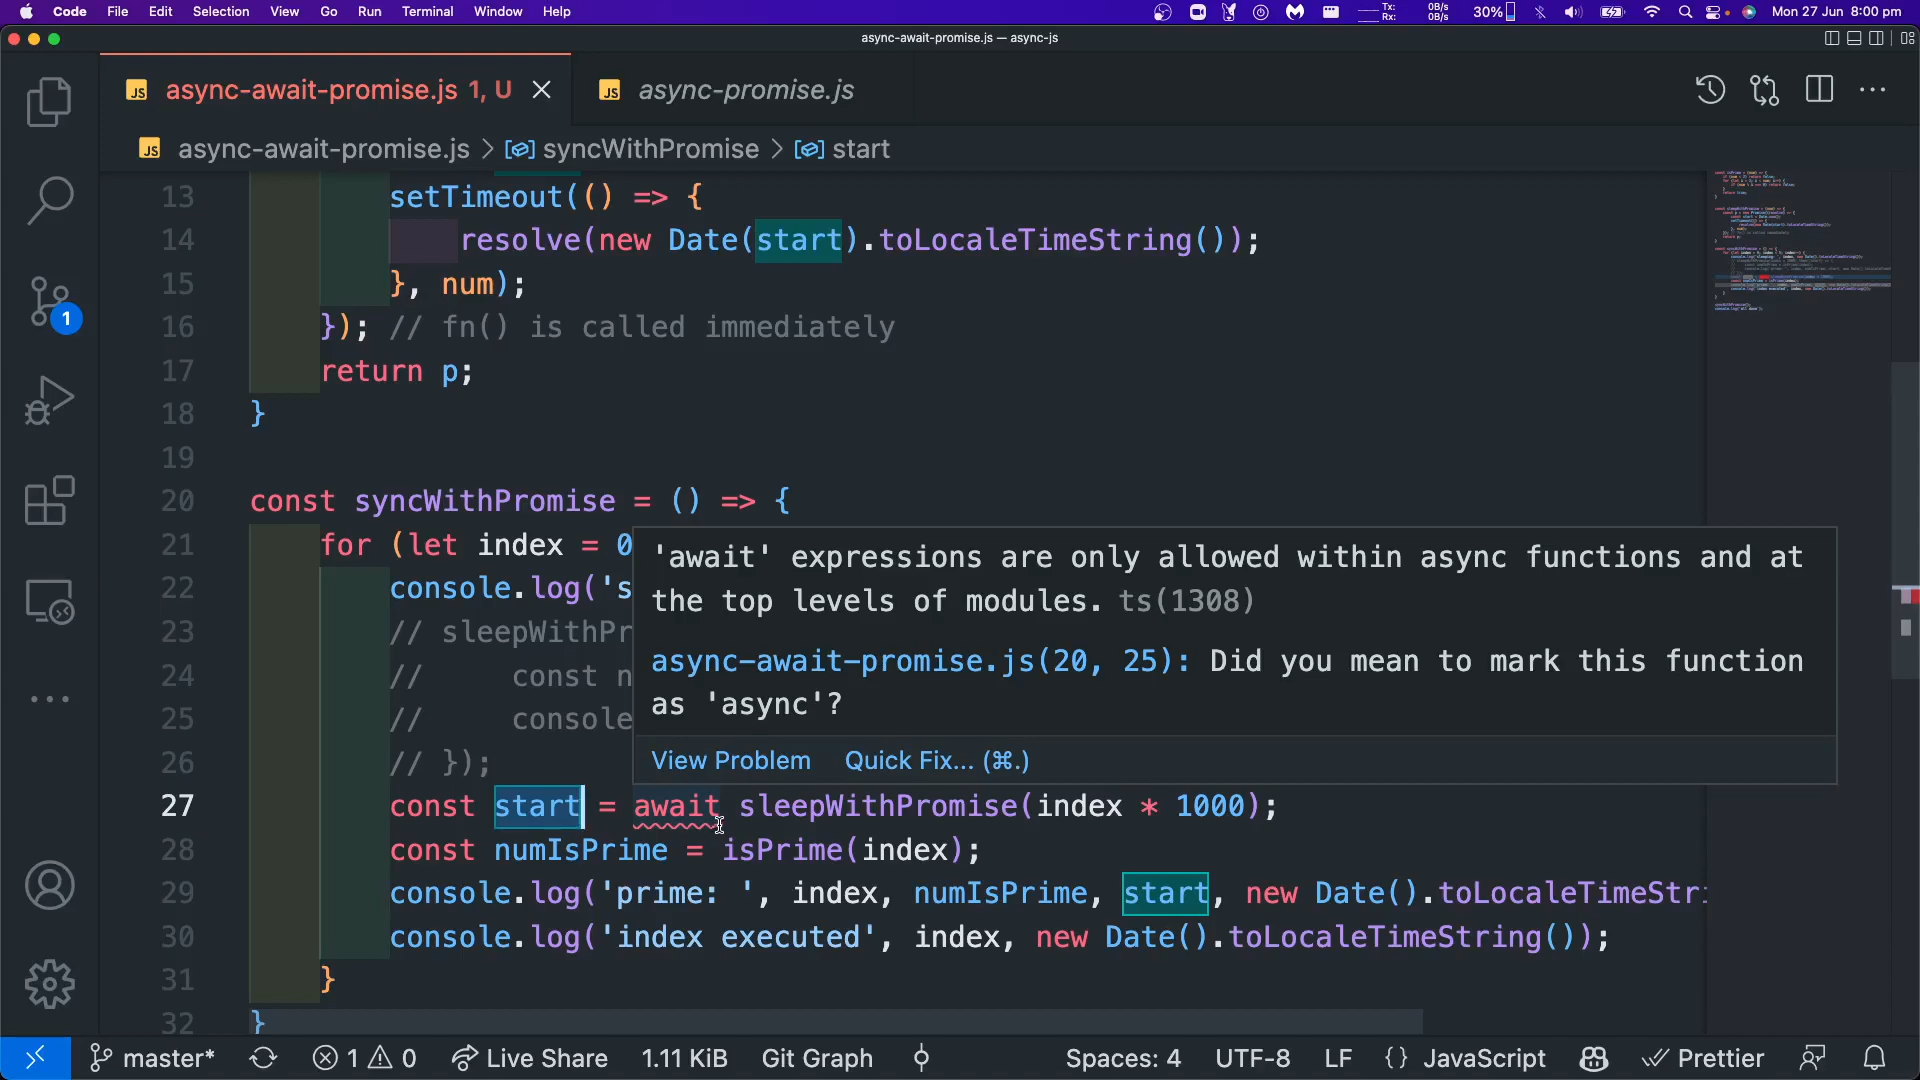 Code File Edit Selection View Go Run Terminal Window Help Tx: Rx: 0B/s 0B/s 30% Mon 27 Jun 8:00 pm
async-await-promise.js — async-js
JS async-await-promise.js 1, U JS async-promise.js
JS async-await-promise.js > syncWithPromise > start
13 setTimeout(() => {
14 resolve(new Date(start).toLocaleTimeString());
15 }, num);
16 }); // fn() is called immediately
17 return p;
18 }
19
20 const syncWithPromise = () => {
21 for (let index = 0
22 console.log('s
23 // sleepWithPr
24 // const n
25 // console
26 // });
'await' expressions are only allowed within async functions and at
the top levels of modules. ts(1308)
async-await-promise.js(20, 25): Did you mean to mark this function
as 'async'?
View Problem Quick Fix... (⌘.)
27 const start = await sleepWithPromise(index * 1000);
28 const numIsPrime = isPrime(index);
29 console.log('prime: ', index, numIsPrime, start, new Date().toLocaleTimeStr
30 console.log('index executed', index, new Date().toLocaleTimeString());
31 }
32 }
1
master* 1 0 Live Share 1.11 KiB Git Graph Spaces: 4 UTF-8 LF {} JavaScript Prettier